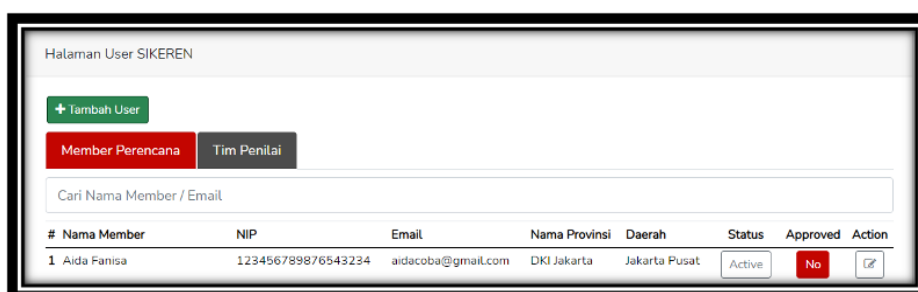 Halaman User SIKEREN
+ Tambah User
Member Perencana Tim Penilai
Cari Nama Member / Email
# Nama Member NIP Email Nama Provinsi Daerah Status Approved Action
1 Aida Fanisa 123456789876543234 aidacoba@gmail.com DKI Jakarta Jakarta Pusat Active No